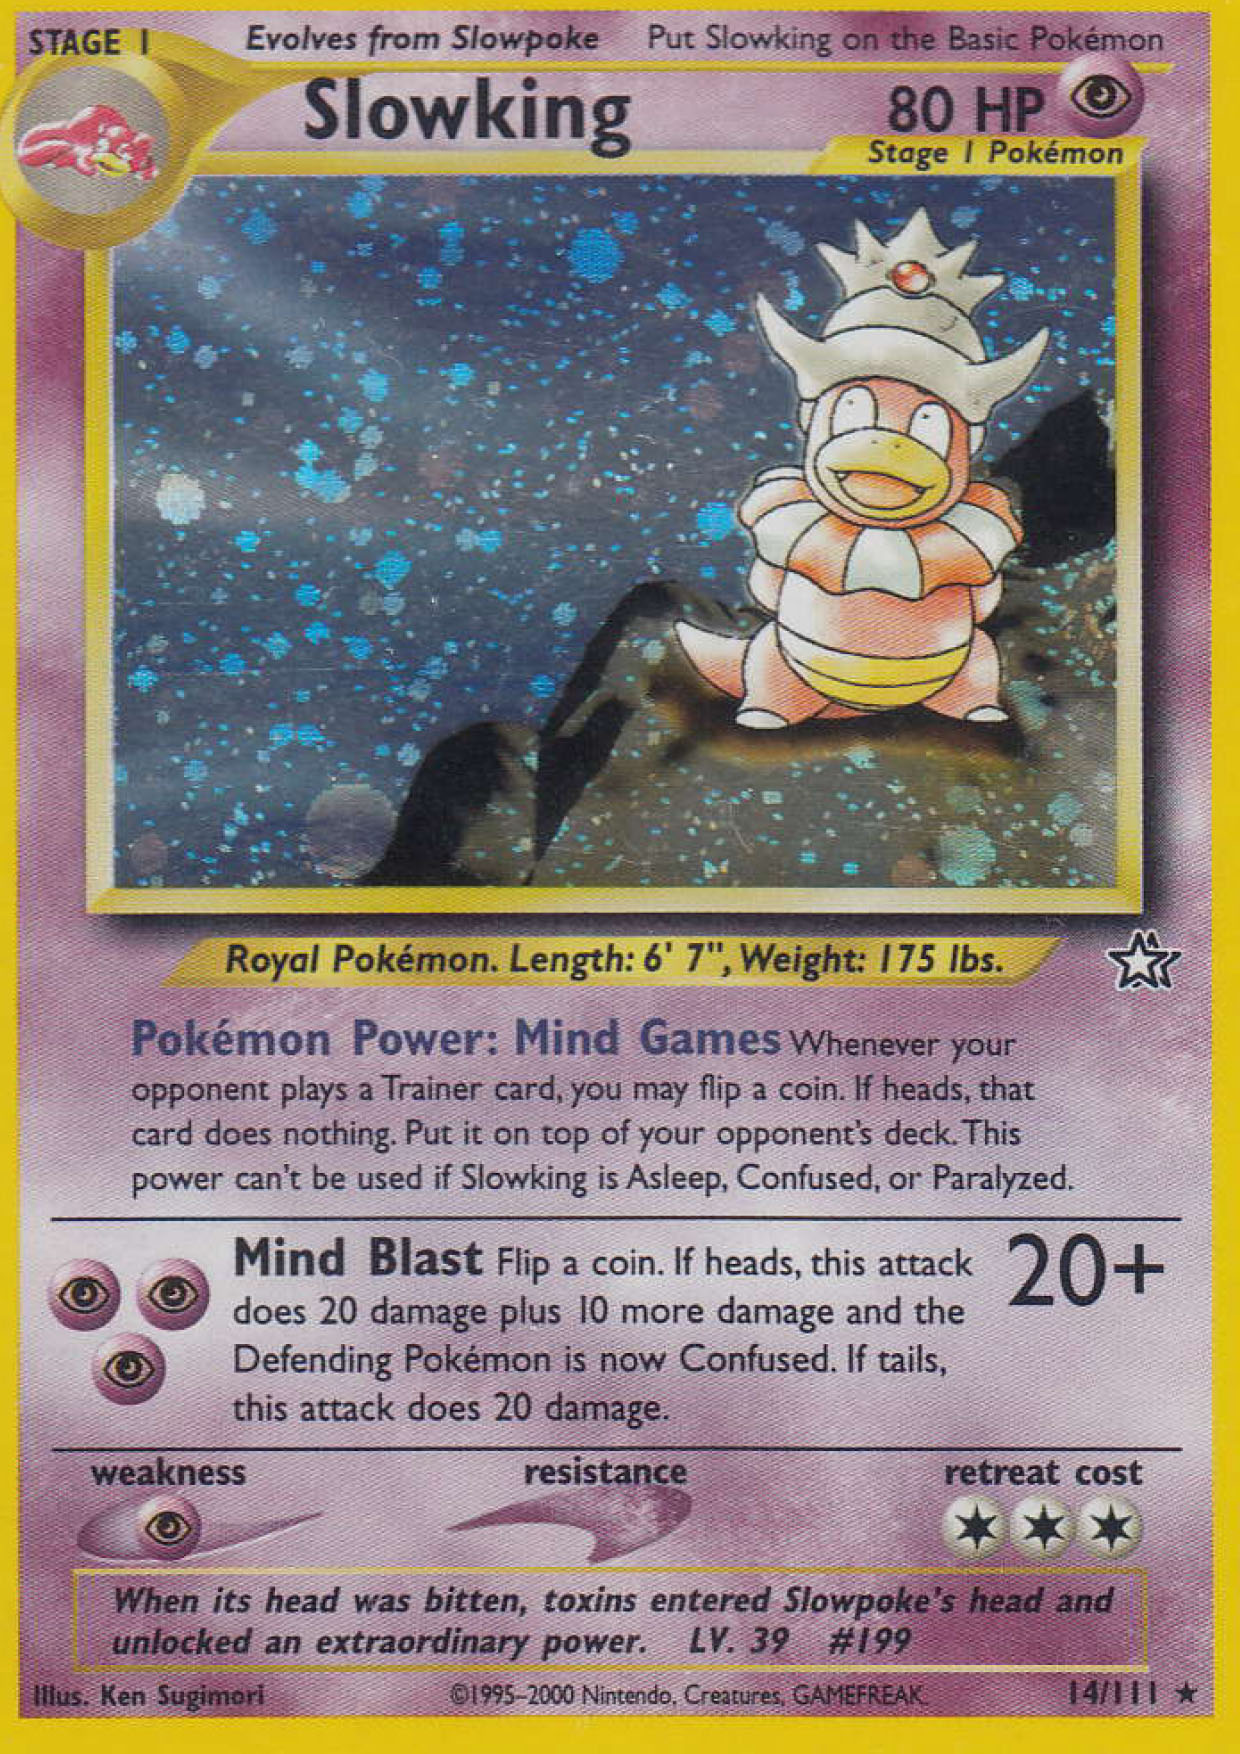 STAGE 1
Evolves from Slowpoke Put Slowking on the Basic Pokémon
Slowking 80 HP
Stage 1 Pokémon
Royal Pokémon. Length: 6' 7", Weight: 175 lbs.
Pokémon Power: Mind Games Whenever your
opponent plays a Trainer card, you may flip a coin. If heads, that
card does nothing. Put it on top of your opponent's deck. This
power can't be used if Slowking is Asleep, Confused, or Paralyzed.
Mind Blast Flip a coin. If heads, this attack 20+
does 20 damage plus 10 more damage and the
Defending Pokémon is now Confused. If tails,
this attack does 20 damage.
weakness resistance retreat cost
When its head was bitten, toxins entered Slowpoke's head and
unlocked an extraordinary power. LV. 39 #199
Illus. Ken Sugimori ©1995-2000 Nintendo, Creatures, GAMEFREAK. 14/111 ★